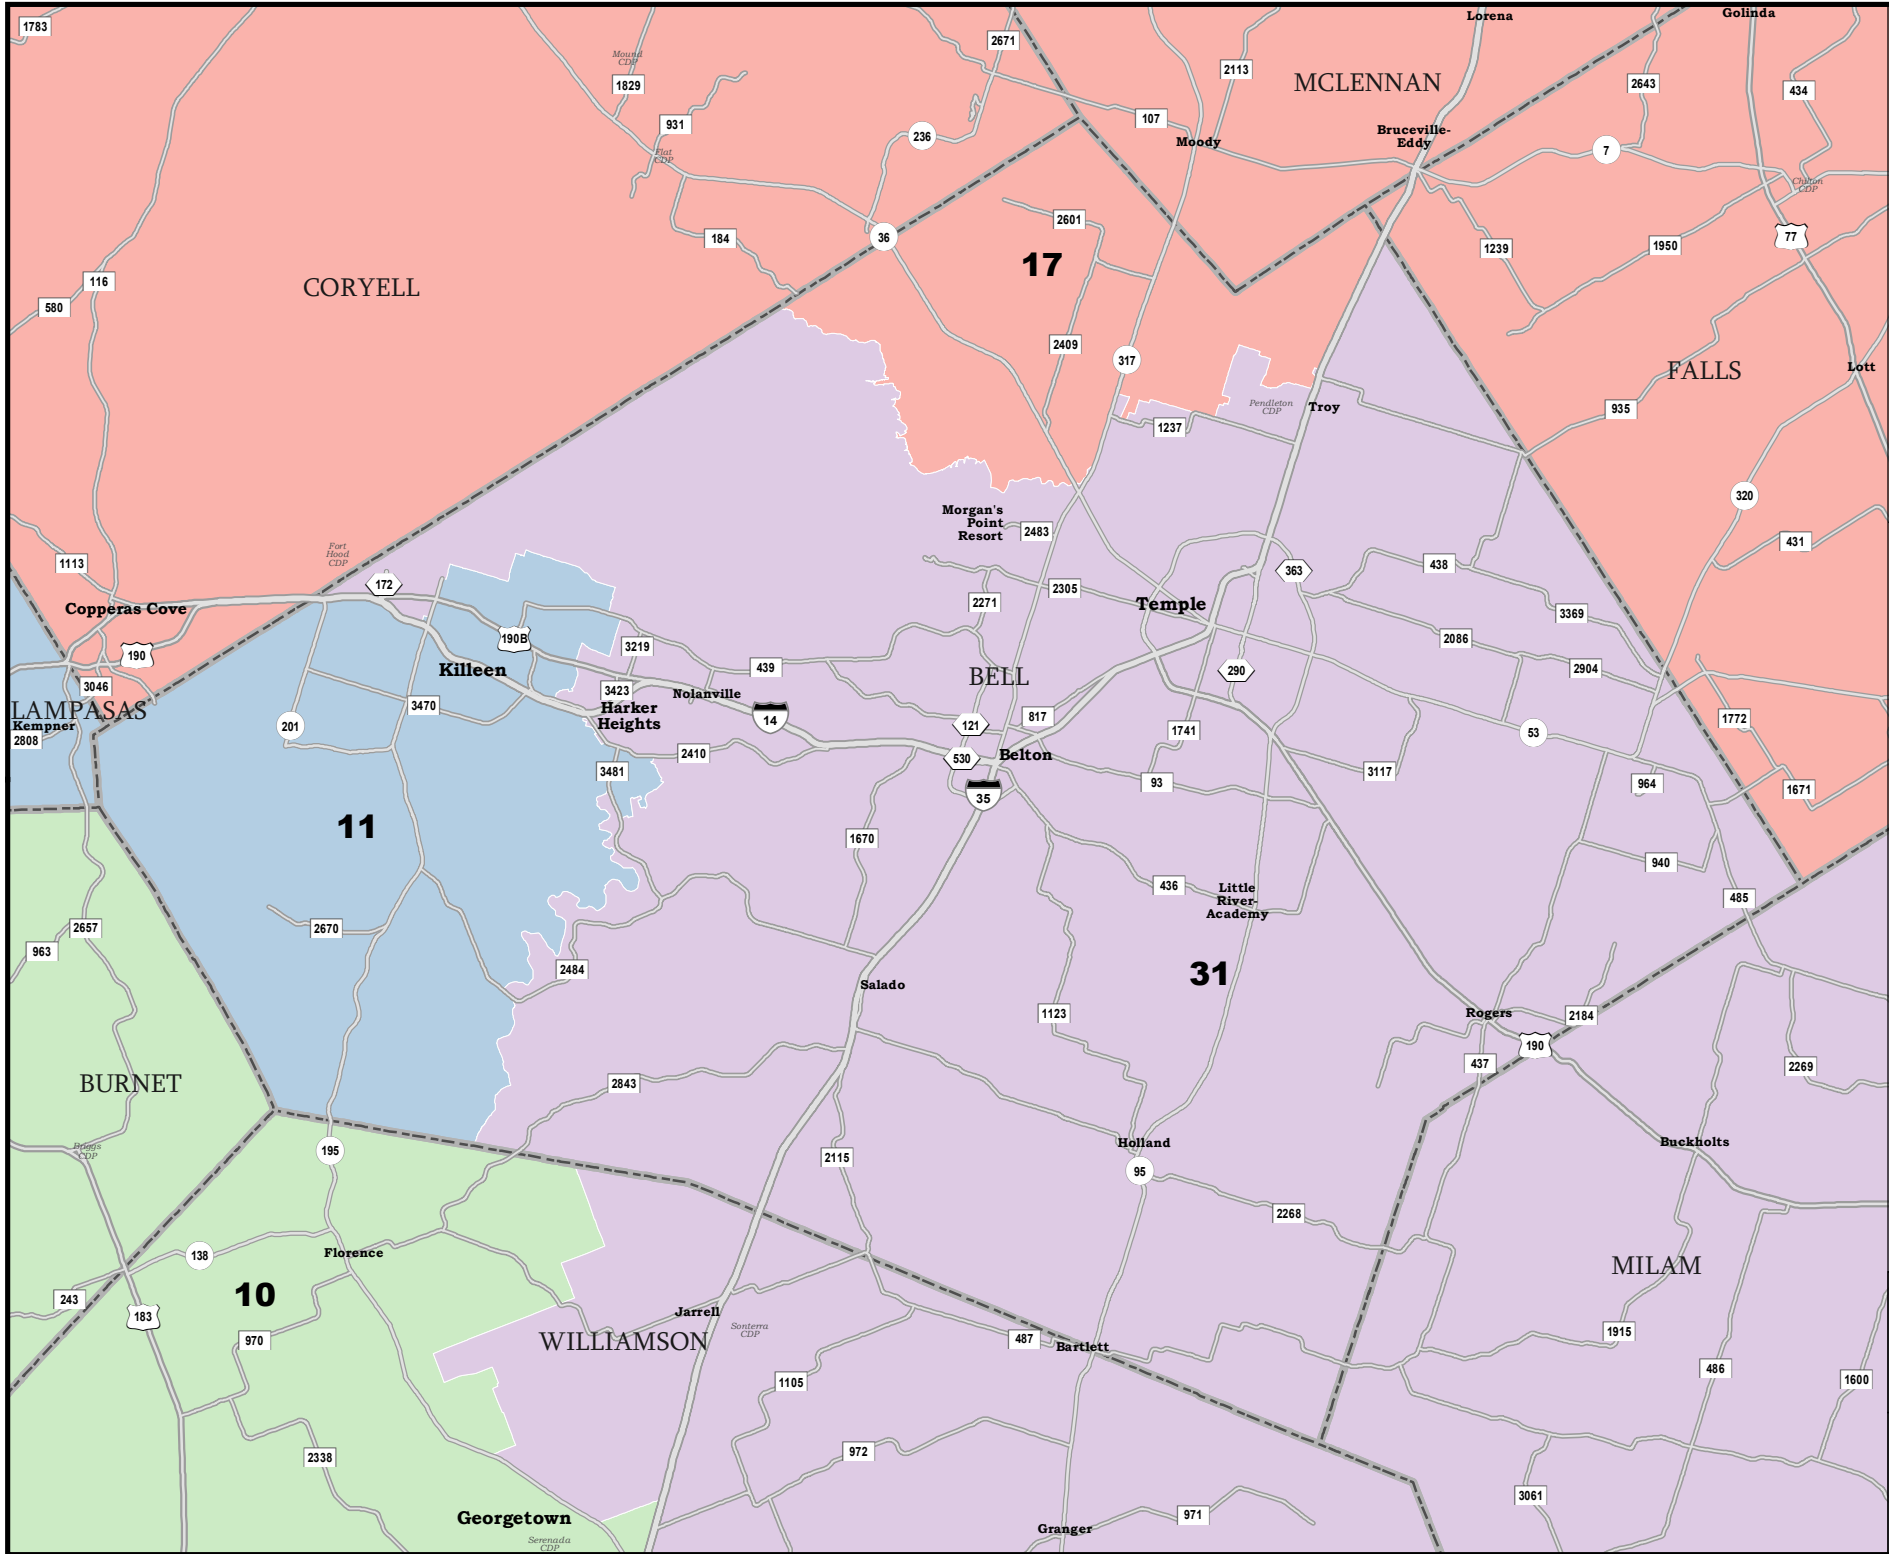 Lorena
Golinda
1783
2671
Mound
CDP
1829
2113
MCLENNAN
2643
434
931
107
236
Bruceville-
Eddy
Moody
7
Flat
CDP
Chilton
CDP
2601
184
36
1239
1950
77
17
116
CORYELL
580
2409
317
FALLS
Lott
Pendleton
CDP
Troy
935
1237
320
Morgan's
Point
Resort
2483
431
Fort
Hood
CDP
1113
172
363
438
2305
2271
Temple
Copperas Cove
3369
190B
2086
3219
190
439
290
2904
Killeen
BELL
3046
3423
Nolanville
LAMPASAS
3470
Harker
Heights
14
121
817
1772
Kempner
2808
201
1741
53
2410
530
Belton
3481
93
3117
964
35
1671
11
1670
940
436
Little
River-
Academy
485
2657
2670
963
2484
31
Salado
1123
Rogers
2184
190
437
2269
BURNET
2843
Boggs
CDP
195
2115
Holland
Buckholts
95
2268
138
Florence
MILAM
10
243
183
Jarrell
Sonterra
CDP
970
WILLIAMSON
487
Bartlett
1915
486
1105
1600
972
2338
3061
Georgetown
971
Granger
Serenada
CDP